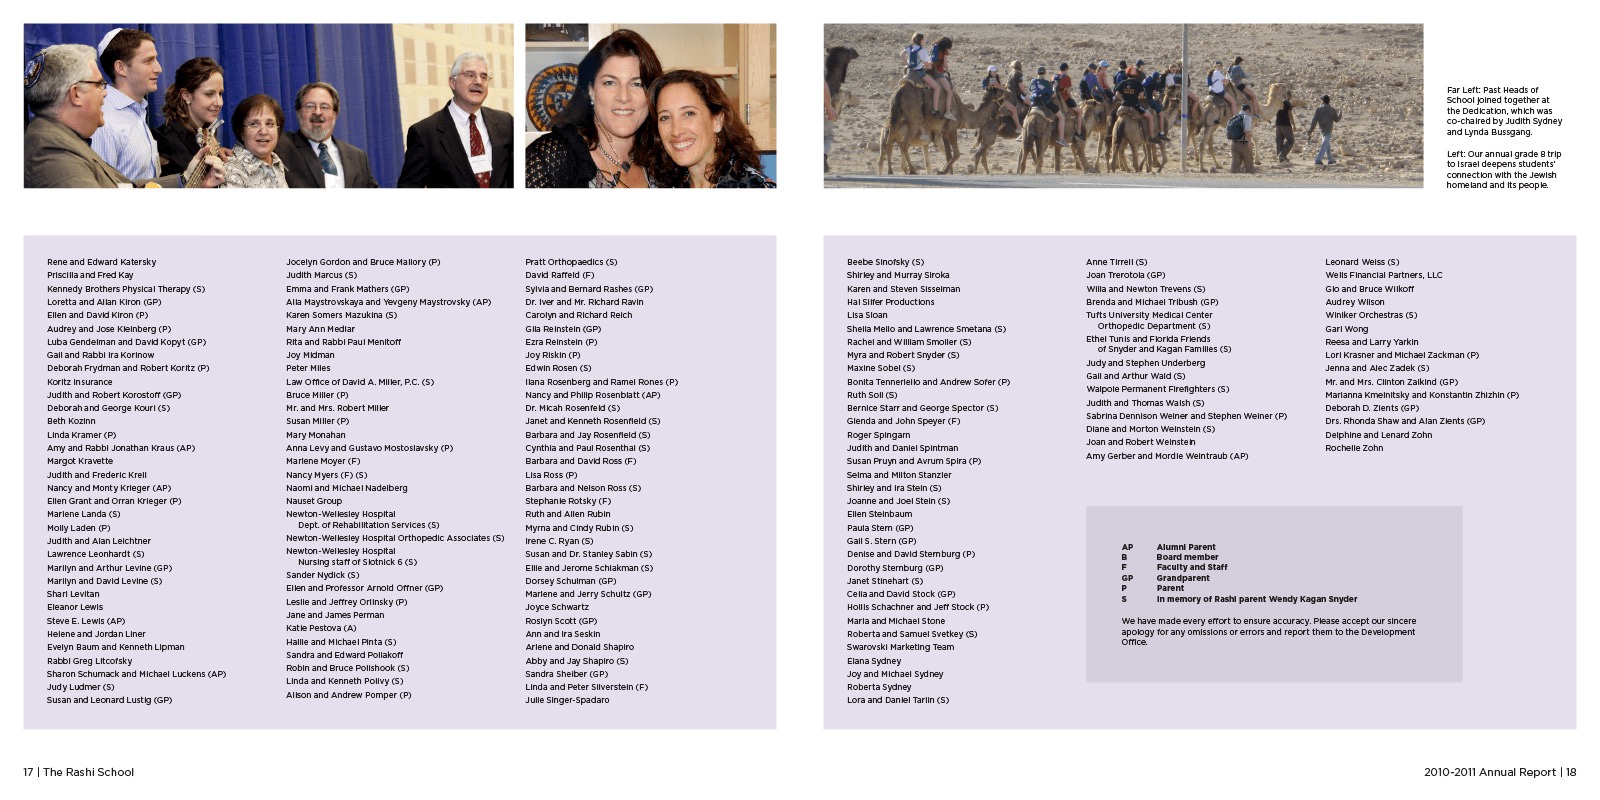 Far Left: Past Heads of
School joined together at
the Dedication, which was
co-chaired by Judith Sydney
and Lynda Bussgang.
Left: Our annual grade 8 trip
to Israel deepens students'
connection with the Jewish
homeland and its people.
Rene and Edward Katersky
Priscilla and Fred Kay
Kennedy Brothers Physical Therapy (S)
Loretta and Allan Kiron (GP)
Ellen and David Kiron (P)
Audrey and Jose Kleinberg (P)
Luba Gendelman and David Kopyt (GP)
Gail and Rabbi Ira Korinow
Deborah Frydman and Robert Koritz (P)
Koritz Insurance
Judith and Robert Korostoff (GP)
Deborah and George Kouri (S)
Beth Kozinn
Linda Kramer (P)
Amy and Rabbi Jonathan Kraus (AP)
Margot Kravette
Judith and Frederic Krell
Nancy and Monty Krieger (AP)
Ellen Grant and Orran Krieger (P)
Marlene Landa (S)
Molly Laden (P)
Judith and Alan Leichtner
Lawrence Leonhardt (S)
Marilyn and Arthur Levine (GP)
Marilyn and David Levine (S)
Shari Levitan
Eleanor Lewis
Steve E. Lewis (AP)
Helene and Jordan Liner
Evelyn Baum and Kenneth Lipman
Rabbi Greg Litcofsky
Sharon Schumack and Michael Luckens (AP)
Judy Ludmer (S)
Susan and Leonard Lustig (GP)
Jocelyn Gordon and Bruce Mallory (P)
Judith Marcus (S)
Emma and Frank Mathers (GP)
Alla Maystrovskaya and Yevgeny Maystrovsky (AP)
Karen Somers Mazukina (S)
Mary Ann Medlar
Rita and Rabbi Paul Menitoff
Joy Midman
Peter Miles
Law Office of David A. Miller, P.C. (S)
Bruce Miller (P)
Mr. and Mrs. Robert Miller
Susan Miller (P)
Mary Monahan
Anna Levy and Gustavo Mostoslavsky (P)
Marlene Moyer (F)
Nancy Myers (F) (S)
Naomi and Michael Nadelberg
Nauset Group
Newton-Wellesley Hospital
Dept. of Rehabilitation Services (S)
Newton-Wellesley Hospital Orthopedic Associates (S)
Newton-Wellesley Hospital
Nursing staff of Slotnick 6 (S)
Sander Nydick (S)
Ellen and Professor Arnold Offner (GP)
Leslie and Jeffrey Orlinsky (P)
Jane and James Perman
Katie Pestova (A)
Hallie and Michael Pinta (S)
Sandra and Edward Poliakoff
Robin and Bruce Polishook (S)
Linda and Kenneth Polivy (S)
Alison and Andrew Pomper (P)
Pratt Orthopaedics (S)
David Raffeld (F)
Sylvia and Bernard Rashes (GP)
Dr. Iver and Mr. Richard Ravin
Carolyn and Richard Reich
Gila Reinstein (GP)
Ezra Reinstein (P)
Joy Riskin (P)
Edwin Rosen (S)
Ilana Rosenberg and Ramel Rones (P)
Nancy and Philip Rosenblatt (AP)
Dr. Micah Rosenfeld (S)
Janet and Kenneth Rosenfield (S)
Barbara and Jay Rosenfield (S)
Cynthia and Paul Rosenthal (S)
Barbara and David Ross (F)
Lisa Ross (P)
Barbara and Nelson Ross (S)
Stephanie Rotsky (F)
Ruth and Allen Rubin
Myrna and Cindy Rubin (S)
Irene C. Ryan (S)
Susan and Dr. Stanley Sabin (S)
Ellie and Jerome Schlakman (S)
Dorsey Schulman (GP)
Marlene and Jerry Schultz (GP)
Joyce Schwartz
Roslyn Scott (GP)
Ann and Ira Seskin
Arlene and Donald Shapiro
Abby and Jay Shapiro (S)
Sandra Sheiber (GP)
Linda and Peter Silverstein (F)
Julie Singer-Spadaro
Beebe Sinofsky (S)
Shirley and Murray Siroka
Karen and Steven Sisselman
Hal Slifer Productions
Lisa Sloan
Sheila Mello and Lawrence Smetana (S)
Rachel and William Smoller (S)
Myra and Robert Snyder (S)
Maxine Sobel (S)
Bonita Tenneriello and Andrew Sofer (P)
Ruth Soll (S)
Bernice Starr and George Spector (S)
Glenda and John Speyer (F)
Roger Spingarn
Judith and Daniel Spintman
Susan Pruyn and Avrum Spira (P)
Selma and Milton Stanzler
Shirley and Ira Stein (S)
Joanne and Joel Stein (S)
Ellen Steinbaum
Paula Stern (GP)
Gail S. Stern (GP)
Denise and David Sternburg (P)
Dorothy Sternburg (GP)
Janet Stinehart (S)
Celia and David Stock (GP)
Hollis Schachner and Jeff Stock (P)
Maria and Michael Stone
Roberta and Samuel Svetkey (S)
Swarovski Marketing Team
Elana Sydney
Joy and Michael Sydney
Roberta Sydney
Lora and Daniel Tarlin (S)
Anne Tirrell (S)
Joan Trerotola (GP)
Willa and Newton Trevens (S)
Brenda and Michael Tribush (GP)
Tufts University Medical Center
Orthopedic Department (S)
Ethel Tunis and Florida Friends
of Snyder and Kagan Families (S)
Judy and Stephen Underberg
Gail and Arthur Wald (S)
Walpole Permanent Firefighters (S)
Judith and Thomas Walsh (S)
Sabrina Dennison Weiner and Stephen Weiner (P)
Diane and Morton Weinstein (S)
Joan and Robert Weinstein
Amy Gerber and Mordie Weintraub (AP)
Leonard Weiss (S)
Wells Financial Partners, LLC
Glo and Bruce Wilkoff
Audrey Wilson
Winiker Orchestras (S)
Gari Wong
Reesa and Larry Yarkin
Lori Krasner and Michael Zackman (P)
Jenna and Alec Zadek (S)
Mr. and Mrs. Clinton Zalkind (GP)
Marianna Kmelnitsky and Konstantin Zhizhin (P)
Deborah D. Zients (GP)
Drs. Rhonda Shaw and Alan Zients (GP)
Delphine and Lenard Zohn
Rochelle Zohn
AP Alumni Parent
B Board member
F Faculty and Staff
GP Grandparent
P Parent
S In memory of Rashi parent Wendy Kagan Snyder
We have made every effort to ensure accuracy. Please accept our sincere
apology for any omissions or errors and report them to the Development
Office.
17 | The Rashi School
2010-2011 Annual Report | 18